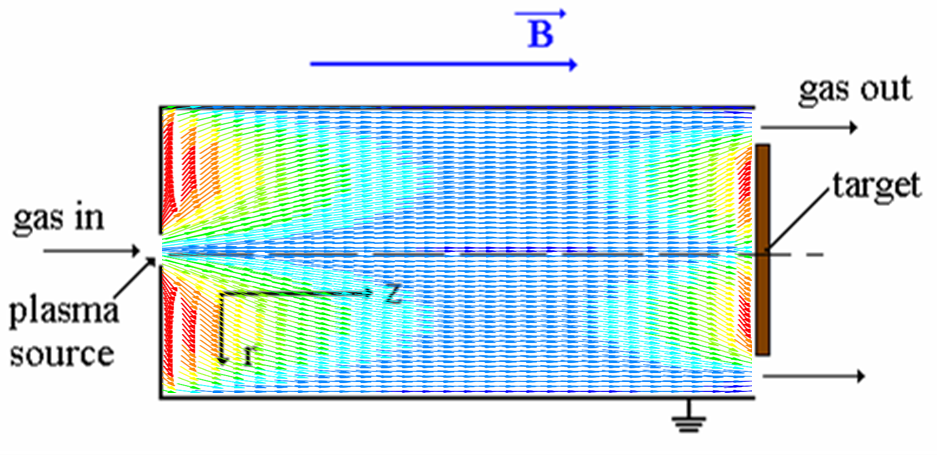 B
gas out
target
gas in
plasma
source
z
r